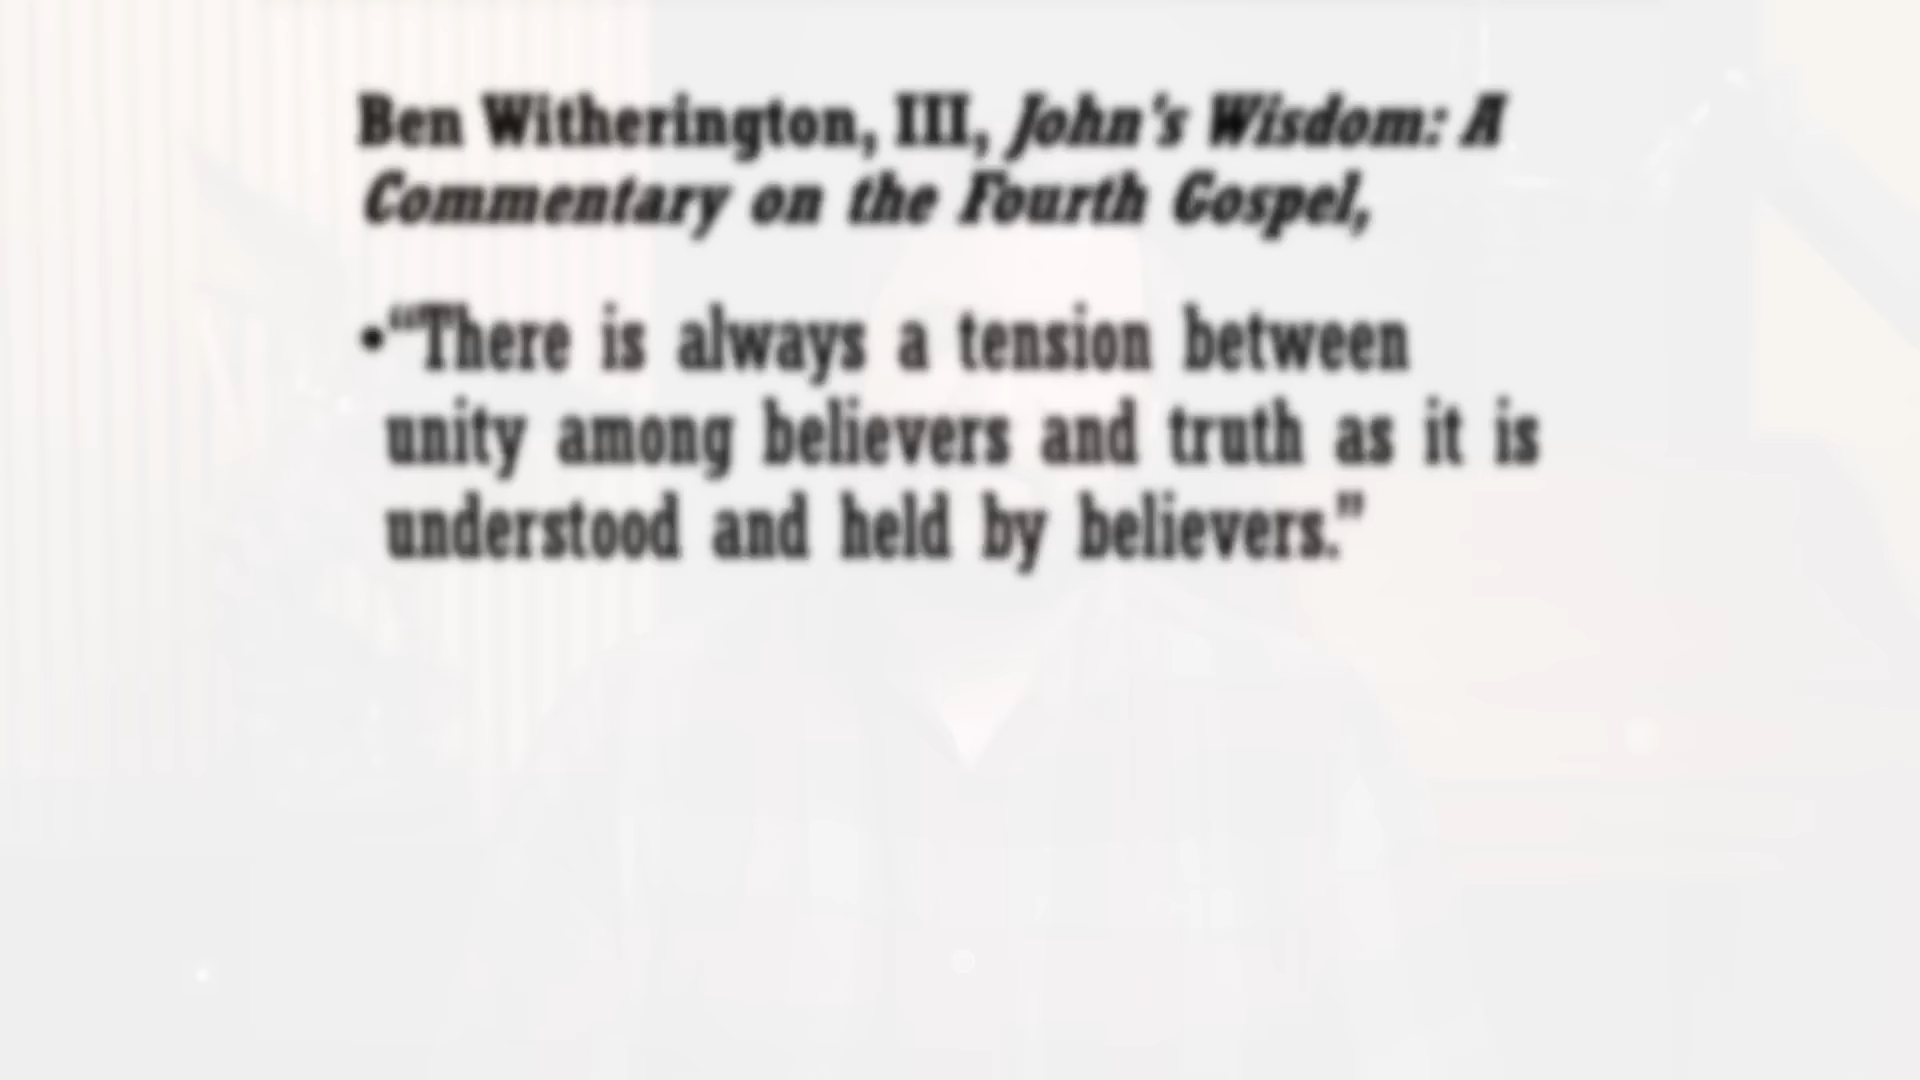 Ben Witherington, III, John's Wisdom: A
Commentary on the Fourth Gospel,
•“There is always a tension between
unity among believers and truth as it is
understood and held by believers.”